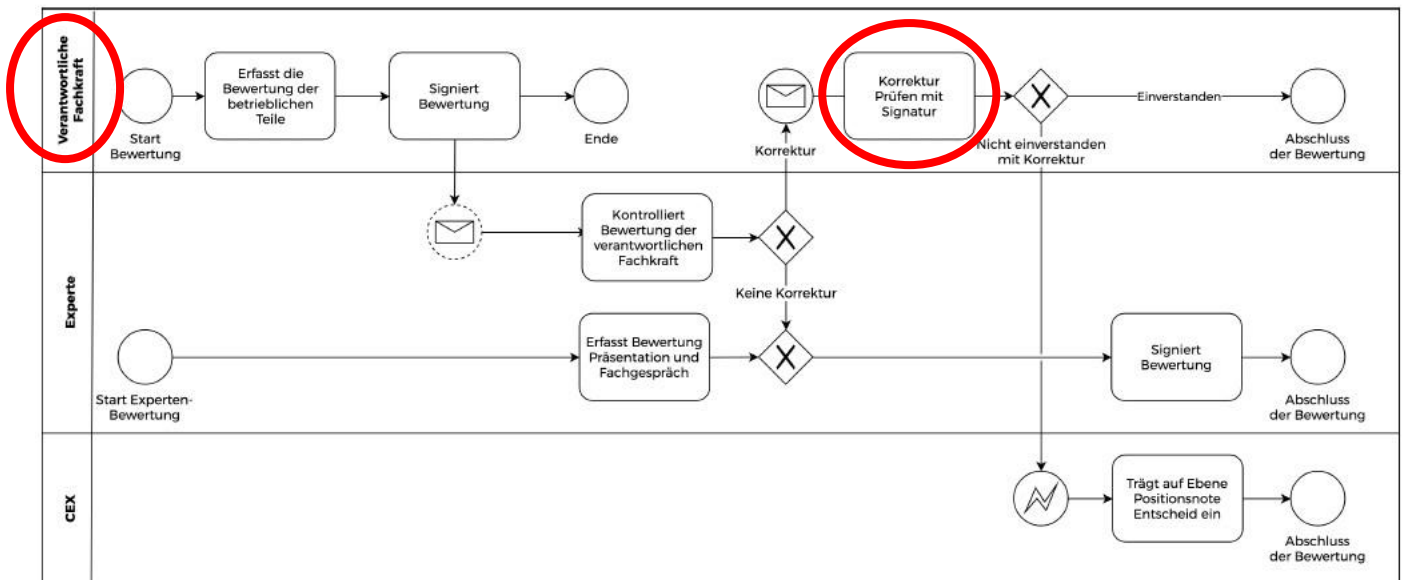 Verantwortliche
Fachkraft
Start
Bewertung
Erfasst die
Bewertung der
betrieblichen
Teile
Signiert
Bewertung
Ende
Korrektur
Korrektur
Prüfen mit
Signatur
X
Einverstanden
Nicht einverstanden
mit Korrektur
Abschluss
der Bewertung
Experte
Kontrolliert
Bewertung der
verantwortlichen
Fachkraft
X
Keine Korrektur
Start Experten-
Bewertung
Erfasst Bewertung
Präsentation und
Fachgespräch
X
Signiert
Bewertung
Abschluss
der Bewertung
CEX
Trägt auf Ebene
Positionsnote
Entscheid ein
Abschluss
der Bewertung